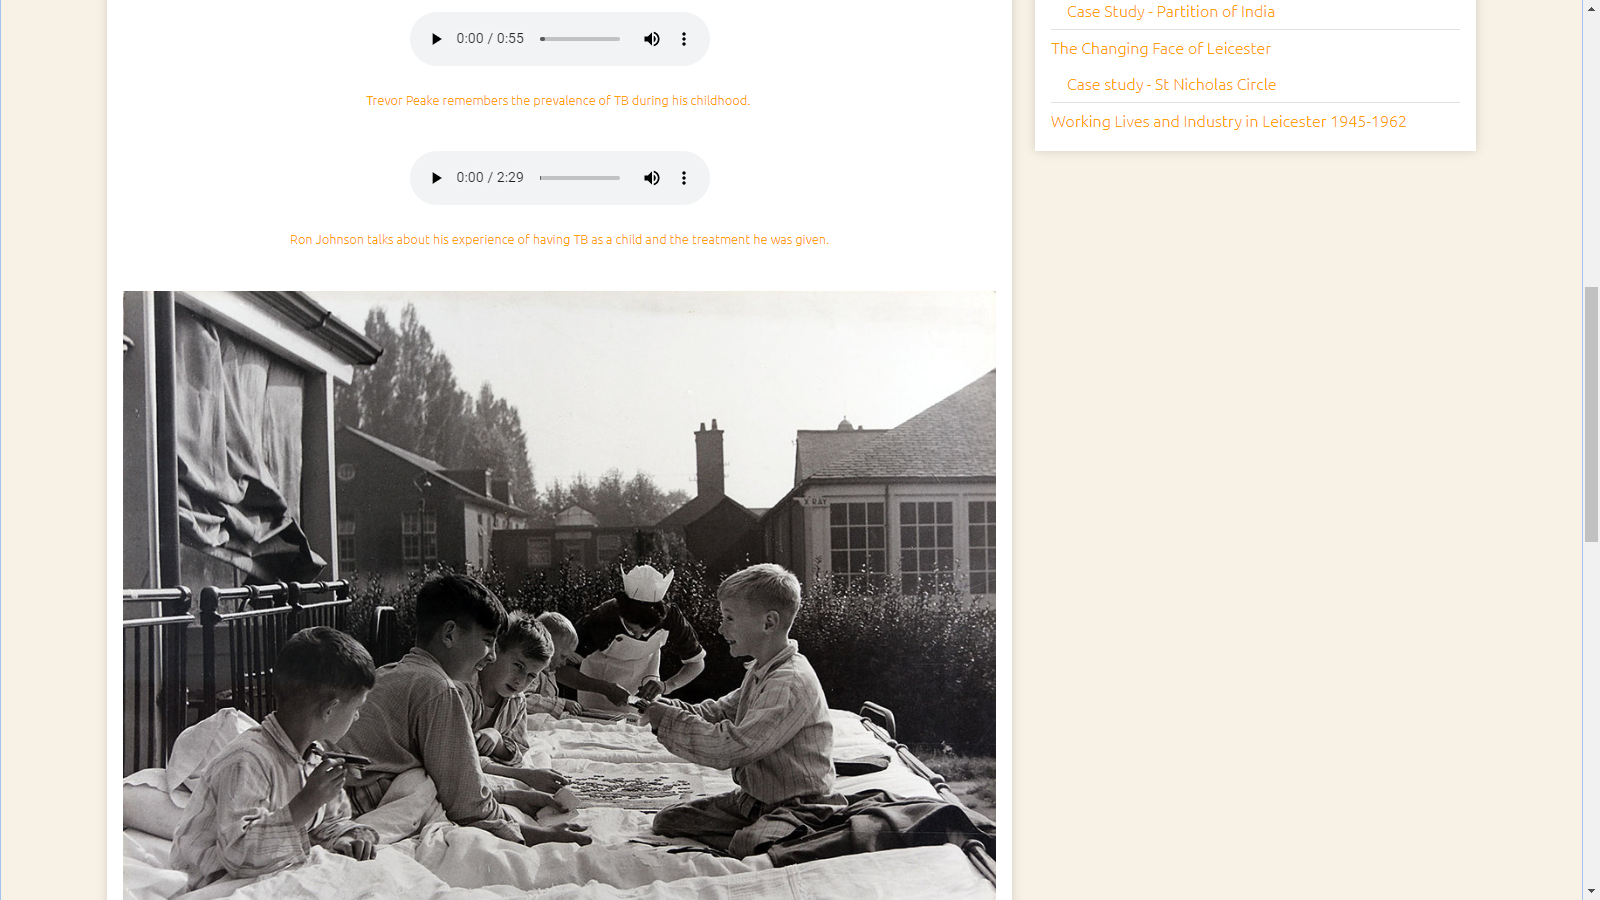 0:00 / 0:55
Trevor Peake remembers the prevalence of TB during his childhood.
0:00 / 2:29
Ron Johnson talks about his experience of having TB as a child and the treatment he was given.
X RAY
Case Study - Partition of India
The Changing Face of Leicester
Case study - St Nicholas Circle
Working Lives and Industry in Leicester 1945-1962